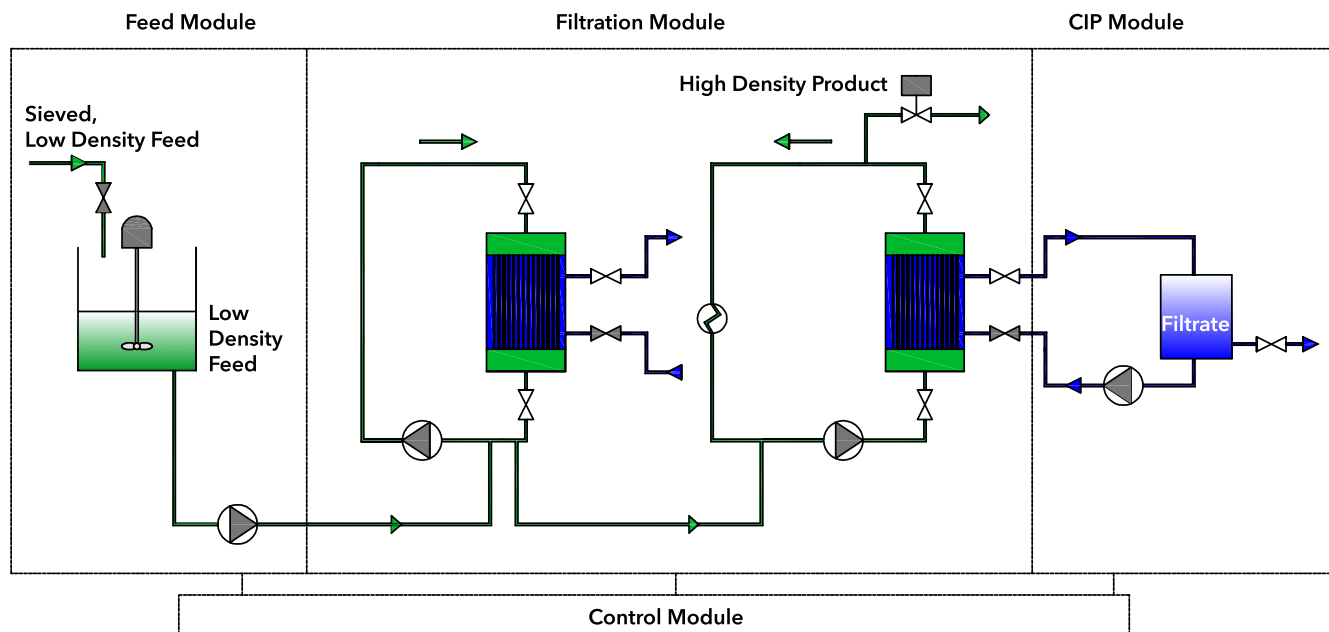 Feed Module
Filtration Module
CIP Module
High Density Product
Sieved,
Low Density Feed
Low
Density
Feed
Filtrate
Control Module